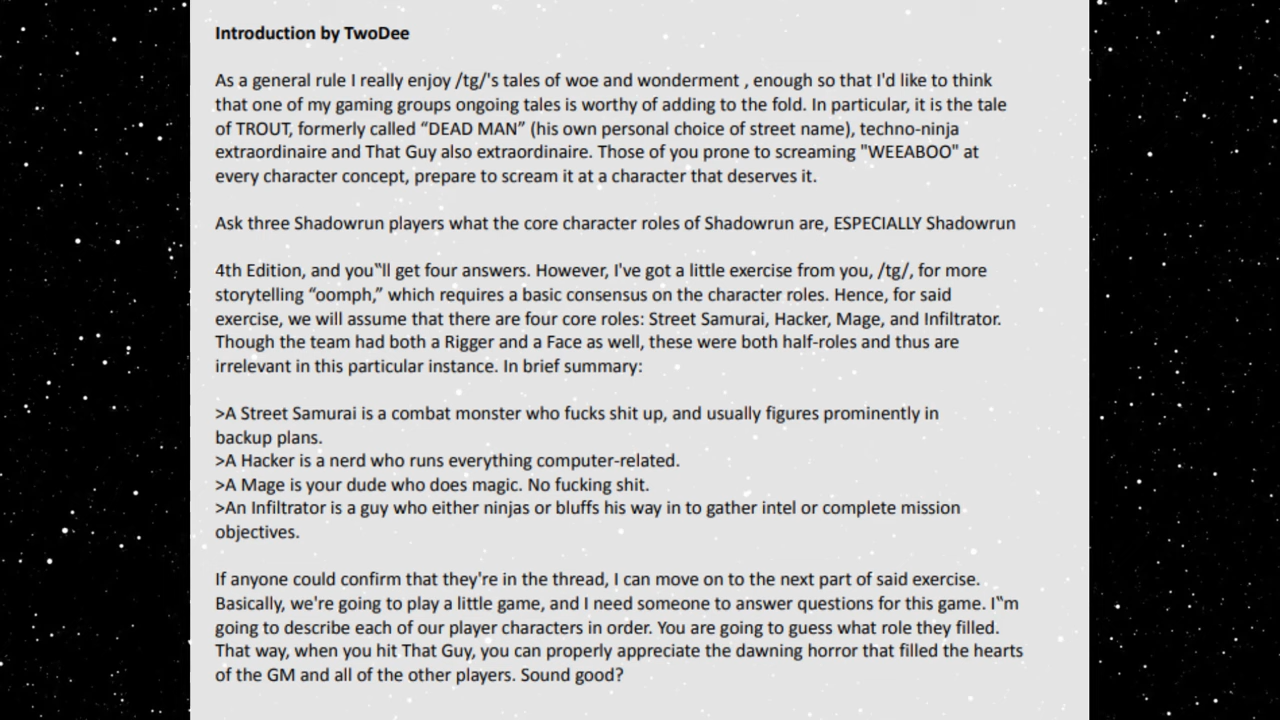 Introduction by TwoDee
As a general rule I really enjoy /tg/'s tales of woe and wonderment , enough so that I'd like to think
that one of my gaming groups ongoing tales is worthy of adding to the fold. In particular, it is the tale
of TROUT, formerly called “DEAD MAN” (his own personal choice of street name), techno-ninja
extraordinaire and That Guy also extraordinaire. Those of you prone to screaming "WEEABOO" at
every character concept, prepare to scream it at a character that deserves it.
Ask three Shadowrun players what the core character roles of Shadowrun are, ESPECIALLY Shadowrun
4th Edition, and you‟ll get four answers. However, I've got a little exercise from you, /tg/, for more
storytelling “oomph,” which requires a basic consensus on the character roles. Hence, for said
exercise, we will assume that there are four core roles: Street Samurai, Hacker, Mage, and Infiltrator.
Though the team had both a Rigger and a Face as well, these were both half-roles and thus are
irrelevant in this particular instance. In brief summary:
>A Street Samurai is a combat monster who fucks shit up, and usually figures prominently in
backup plans.
>A Hacker is a nerd who runs everything computer-related.
>A Mage is your dude who does magic. No fucking shit.
>An Infiltrator is a guy who either ninjas or bluffs his way in to gather intel or complete mission
objectives.
If anyone could confirm that they're in the thread, I can move on to the next part of said exercise.
Basically, we're going to play a little game, and I need someone to answer questions for this game. I‟m
going to describe each of our player characters in order. You are going to guess what role they filled.
That way, when you hit That Guy, you can properly appreciate the dawning horror that filled the hearts
of the GM and all of the other players. Sound good?